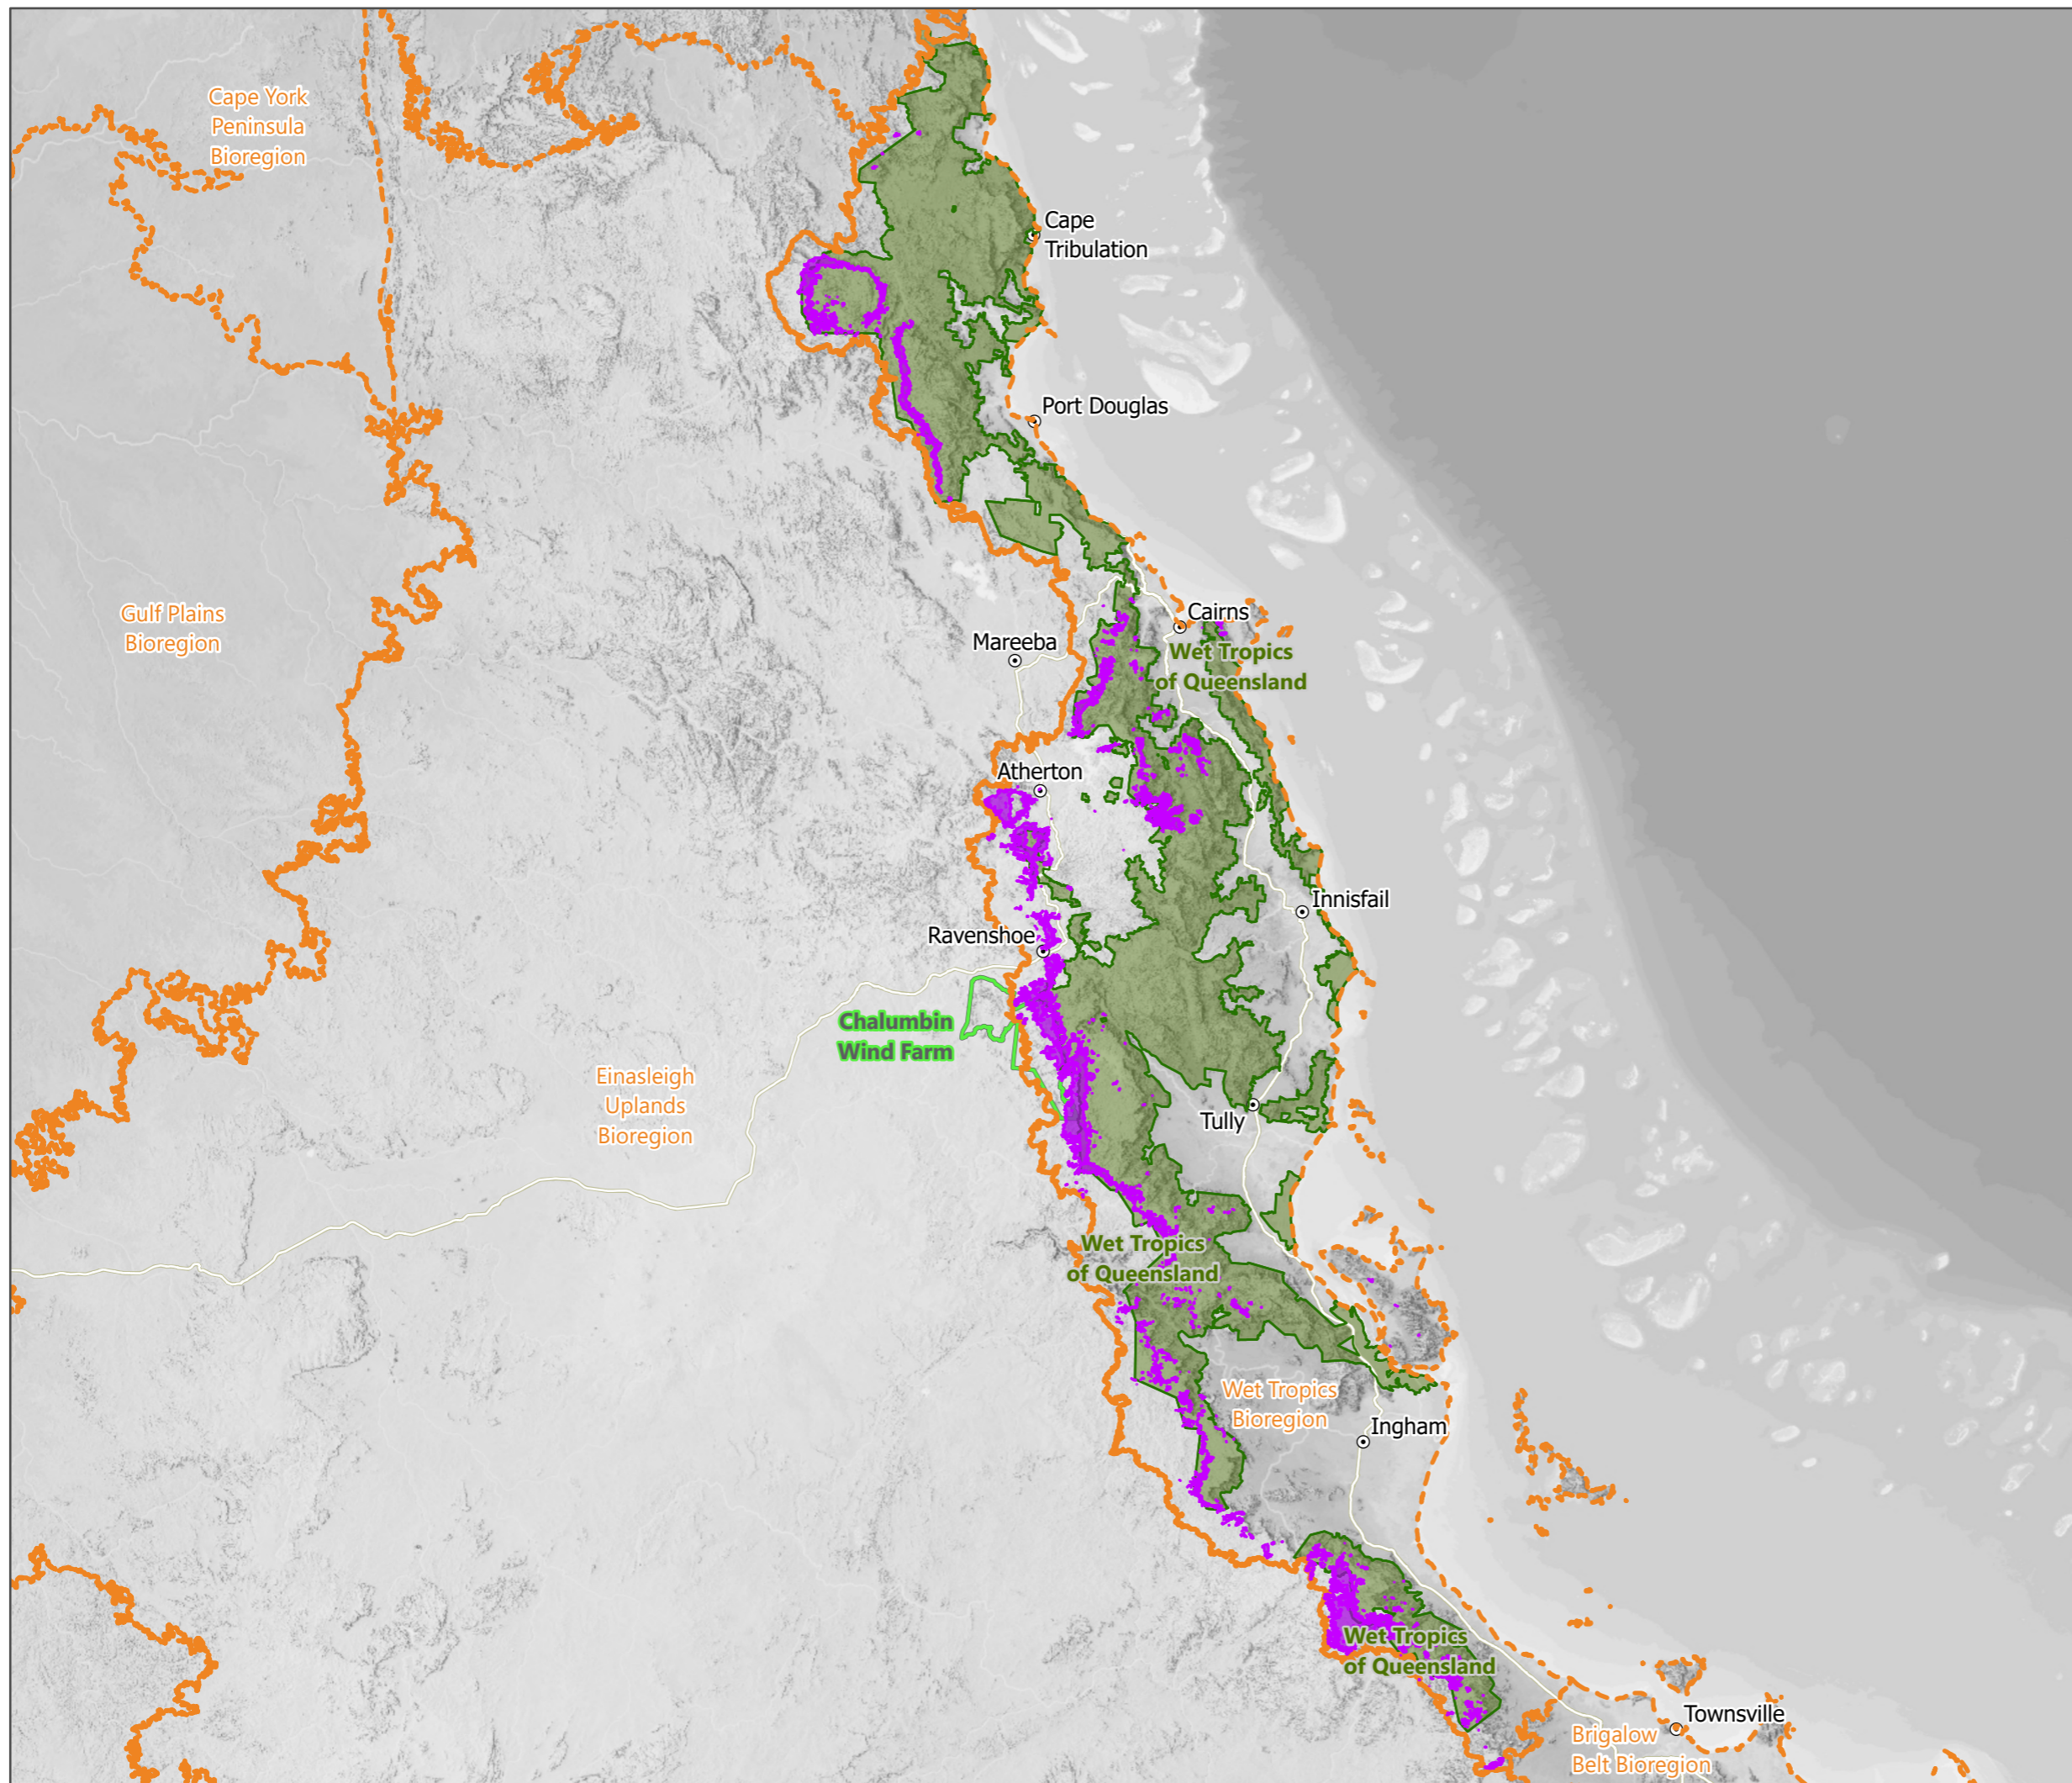 Cape York
Peninsula
Bioregion
Cape
Tribulation
Port Douglas
Gulf Plains
Bioregion
Cairns
Mareeba
Wet Tropics
of Queensland
Atherton
Innisfail
Ravenshoe
Chalumbin
Wind Farm
Einasleigh
Uplands
Bioregion
Tully
Wet Tropics
of Queensland
Wet Tropics
Bioregion
Ingham
Wet Tropics
of Queensland
Townsville
Brigalow
Belt Bioregion